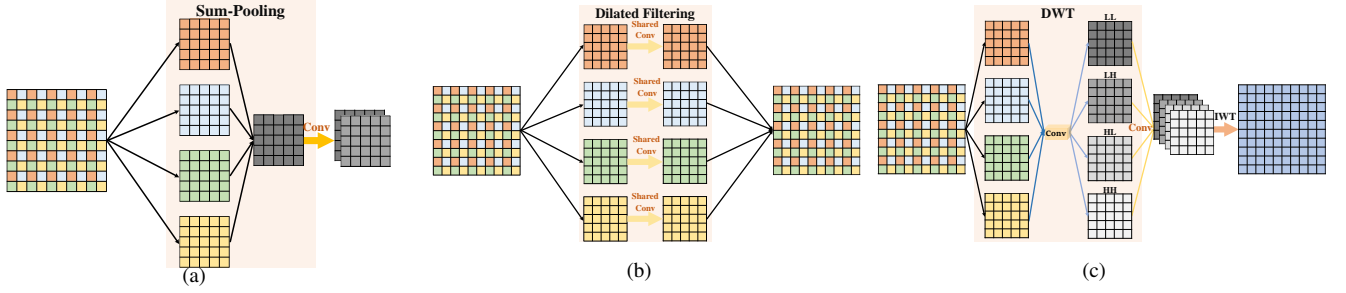 Sum-Pooling
Conv
(a)
Dilated Filtering
Shared
Conv
Shared
Conv
Shared
Conv
Shared
Conv
(b)
DWT
LL
LH
HL
HH
Conv
Conv
IWT
(c)